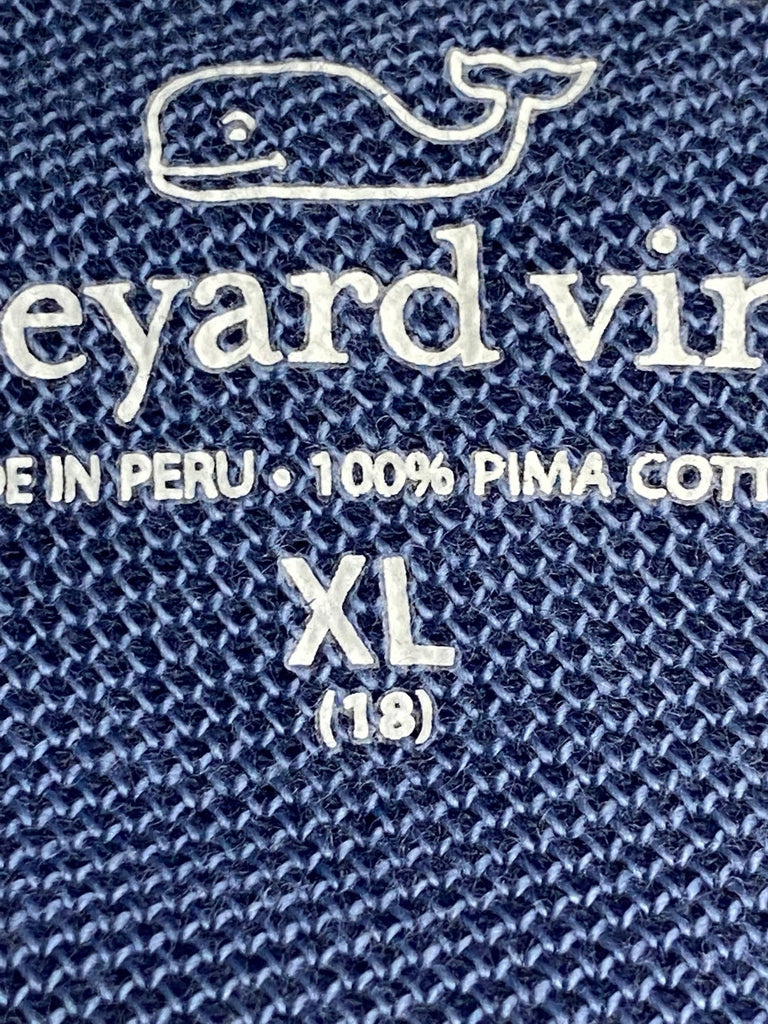 eyard vin
DE IN PERU • 100% PIMA COTT
XL
(18)